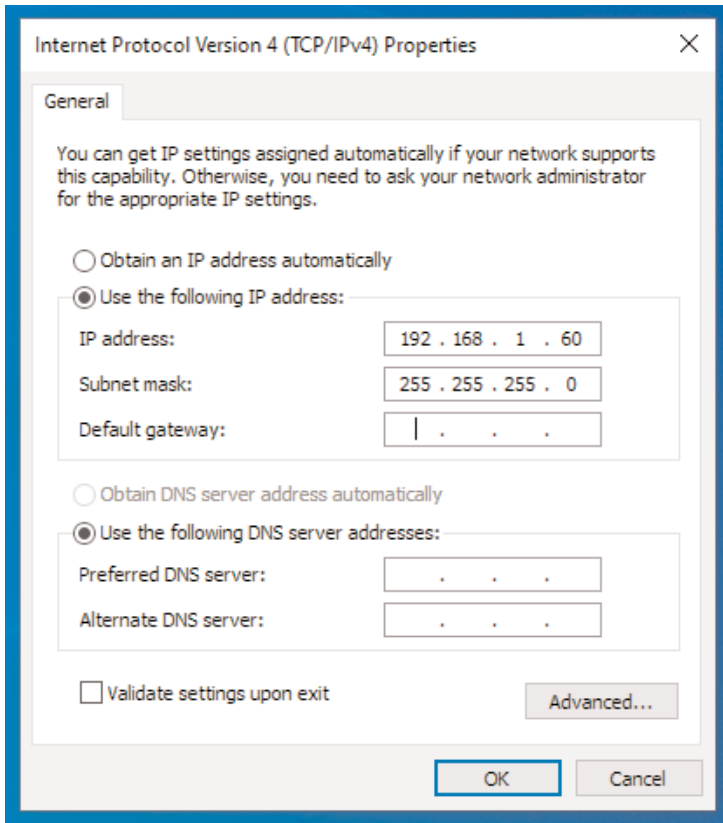 Internet Protocol Version 4 (TCP/IPv4) Properties
General
You can get IP settings assigned automatically if your network supports
this capability. Otherwise, you need to ask your network administrator
for the appropriate IP settings.
Obtain an IP address automatically
Use the following IP address:
IP address: 192 . 168 . 1 . 60
Subnet mask: 255 . 255 . 255 . 0
Default gateway: . . .
Obtain DNS server address automatically
Use the following DNS server addresses:
Preferred DNS server: . . .
Alternate DNS server: . . .
Validate settings upon exit
Advanced...
OK Cancel